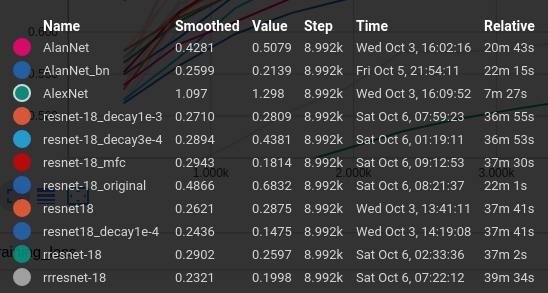 Name Smoothed Value Step Time Relative
AlanNet 0.4281 0.5079 8.992k Wed Oct 3, 16:02:16 20m 43s
AlanNet_bn 0.2599 0.2139 8.992k Fri Oct 5, 21:54:11 22m 15s
AlexNet 1.097 1.298 8.992k Wed Oct 3, 16:09:52 7m 27s
resnet-18_decay1e-3 0.2710 0.2809 8.992k Sat Oct 6, 07:59:23 36m 55s
resnet-18_decay3e-4 0.2894 0.4381 8.992k Sat Oct 6, 01:19:11 36m 53s
resnet-18_mfc 0.2943 0.1814 8.992k Sat Oct 6, 09:12:53 37m 30s
resnet-18_original 0.4866 0.6832 8.992k Sat Oct 6, 08:21:37 22m 1s
resnet18 0.2621 0.2875 8.992k Wed Oct 3, 13:41:11 37m 41s
resnet18_decay1e-4 0.2436 0.1475 8.992k Wed Oct 3, 14:19:08 37m 41s
rresnet-18 0.2902 0.2597 8.992k Sat Oct 6, 02:33:36 37m 2s
rrresnet-18 0.2321 0.1998 8.992k Sat Oct 6, 07:22:12 39m 34s
1.000k 2.000k 3.000k